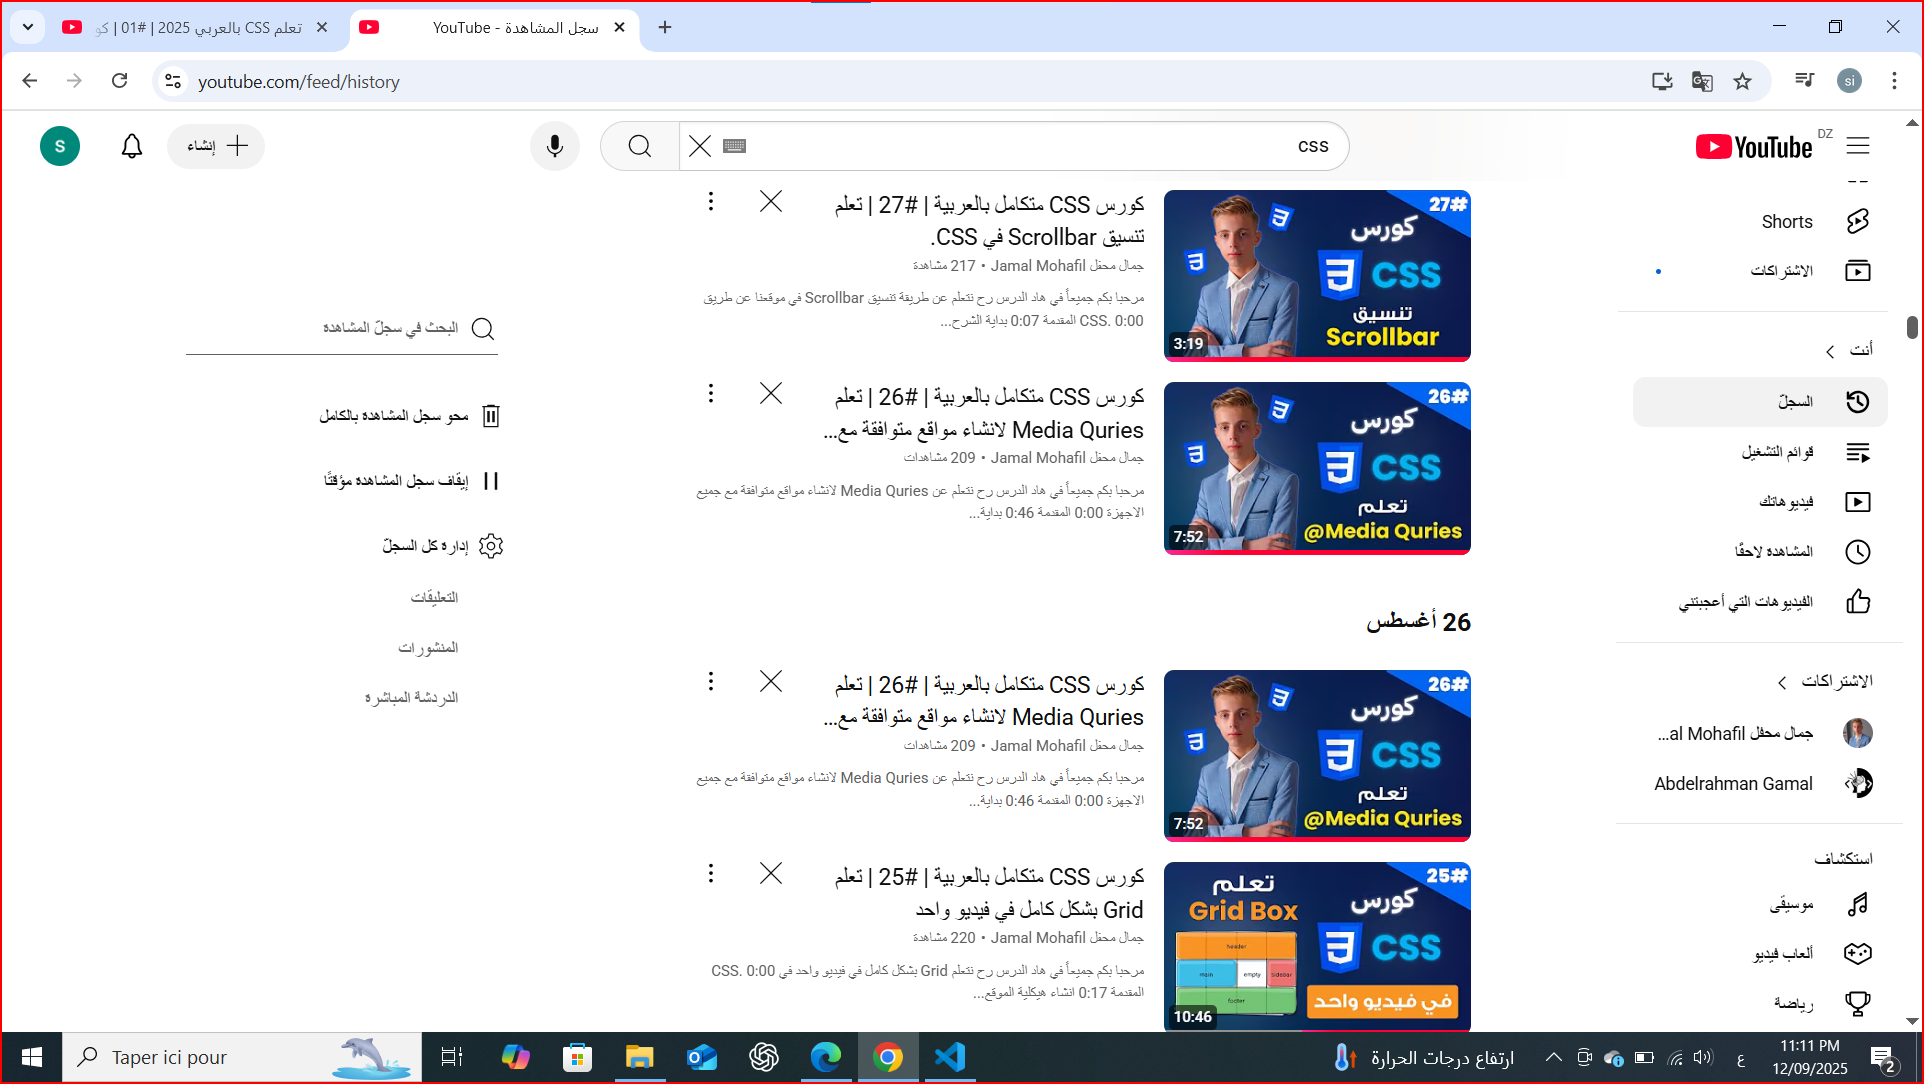 تعلم CSS بالعربي 2025 | #01 | كو
سجل المشاهدة - YouTube
youtube.com/feed/history
si
S
إنشاء
css
YouTube
DZ
Shorts
الاشتراكات
أنت
السجلّ
قوائم التشغيل
فيديوهاتك
المشاهدة لاحقًا
الفيديوهات التي أعجبتني
الاشتراكات
جمال محفل al Mohafil...
Abdelrahman Gamal
استكشاف
موسيقى
ألعاب فيديو
رياضة
27#
كورس
CSS
تنسيق
Scrollbar
3:19
كورس CSS متكامل بالعربية | #27 | تعلم
تنسيق Scrollbar في CSS.
جمال محفل Jamal Mohafil • 217 مشاهدة
مرحبا بكم جميعاً في هاد الدرس رح نتعلم عن طريقة تنسيق Scrollbar في موقعنا عن طريق
CSS. 0:00 المقدمة 0:07 بداية الشرح...
26#
كورس
CSS
تعلم
@Media Quries
7:52
كورس CSS متكامل بالعربية | #26 | تعلم
Media Quries لانشاء مواقع متوافقة مع...
جمال محفل Jamal Mohafil • 209 مشاهدات
مرحبا بكم جميعاً في هاد الدرس رح نتعلم عن Media Quries لانشاء مواقع متوافقة مع جميع
الاجهزة 0:00 المقدمة 0:46 بداية...
26 أغسطس
26#
كورس
CSS
تعلم
@Media Quries
7:52
كورس CSS متكامل بالعربية | #26 | تعلم
Media Quries لانشاء مواقع متوافقة مع...
جمال محفل Jamal Mohafil • 209 مشاهدات
مرحبا بكم جميعاً في هاد الدرس رح نتعلم عن Media Quries لانشاء مواقع متوافقة مع جميع
الاجهزة 0:00 المقدمة 0:46 بداية...
25#
كورس
CSS
في فيديو واحد
تعلم
Grid Box
header
main
empty
sidebar
footer
10:46
كورس CSS متكامل بالعربية | #25 | تعلم
Grid بشكل كامل في فيديو واحد
جمال محفل Jamal Mohafil • 220 مشاهدة
مرحبا بكم جميعاً في هاد الدرس رح نتعلم Grid بشكل كامل في فيديو واحد في CSS. 0:00
المقدمة 0:17 انشاء هيكلية الموقع...
البحث في سجلّ المشاهدة
محو سجل المشاهدة بالكامل
إيقاف سجل المشاهدة مؤقتًا
إدارة كل السجلّ
التعليقات
المنشورات
الدردشة المباشرة
Taper ici pour
ارتفاع درجات الحرارة
ع
11:11 PM
12/09/2025
2